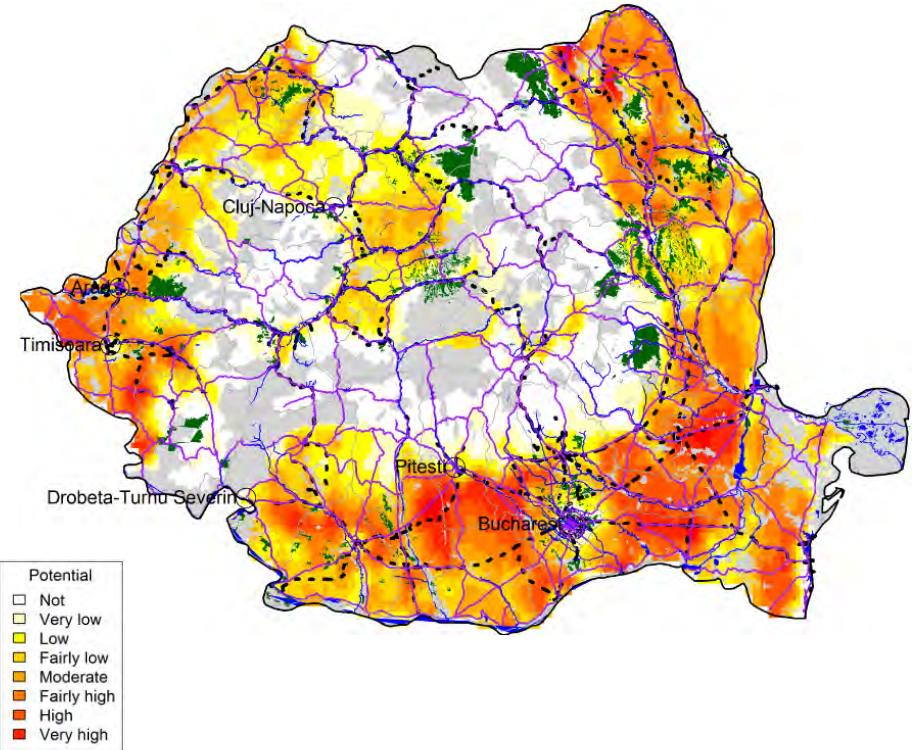 Cluj-Napoca
Arad
Timisoara
Pitesti
Drobeta-Turnu Severin
Bucharest
Potential
Not
Very low
Low
Fairly low
Moderate
Fairly high
High
Very high